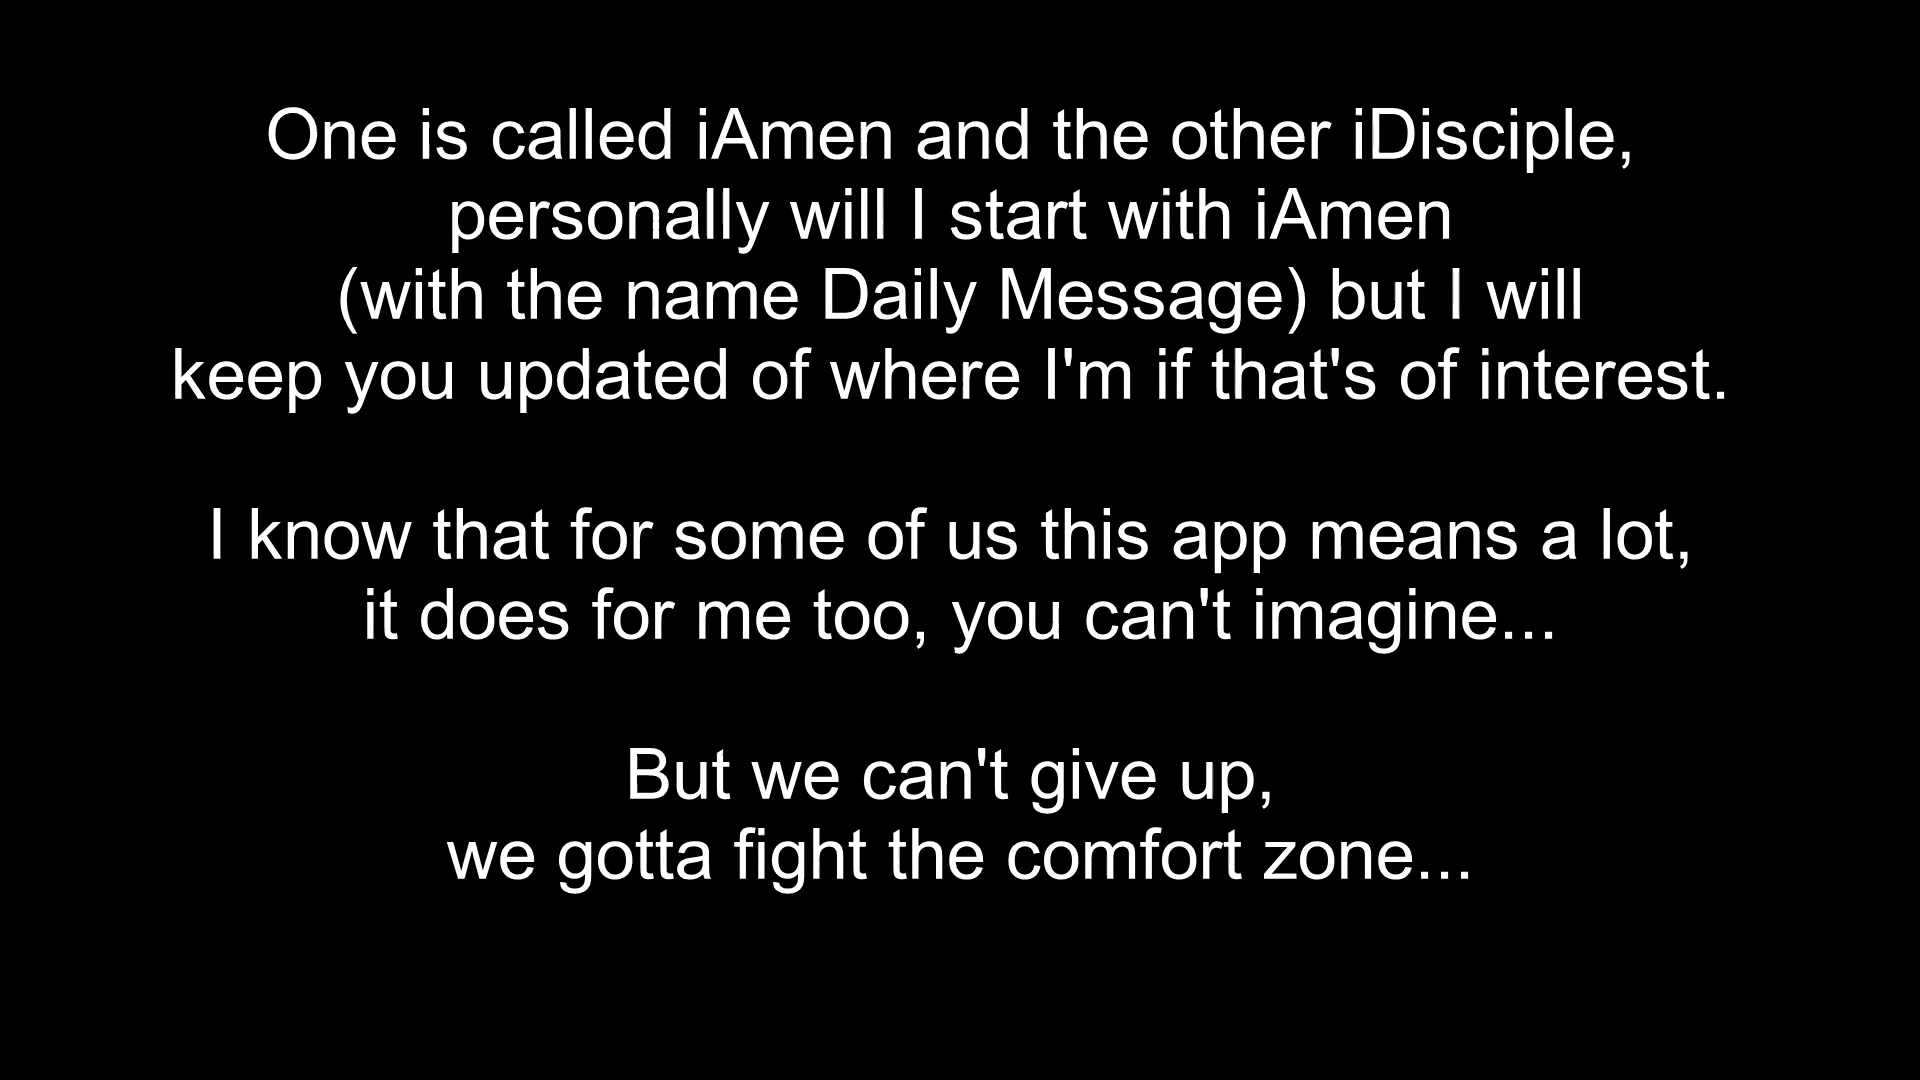 One is called iAmen and the other iDisciple,
personally will I start with iAmen
(with the name Daily Message) but I will
keep you updated of where I'm if that's of interest.
I know that for some of us this app means a lot,
it does for me too, you can't imagine...
But we can't give up,
we gotta fight the comfort zone...